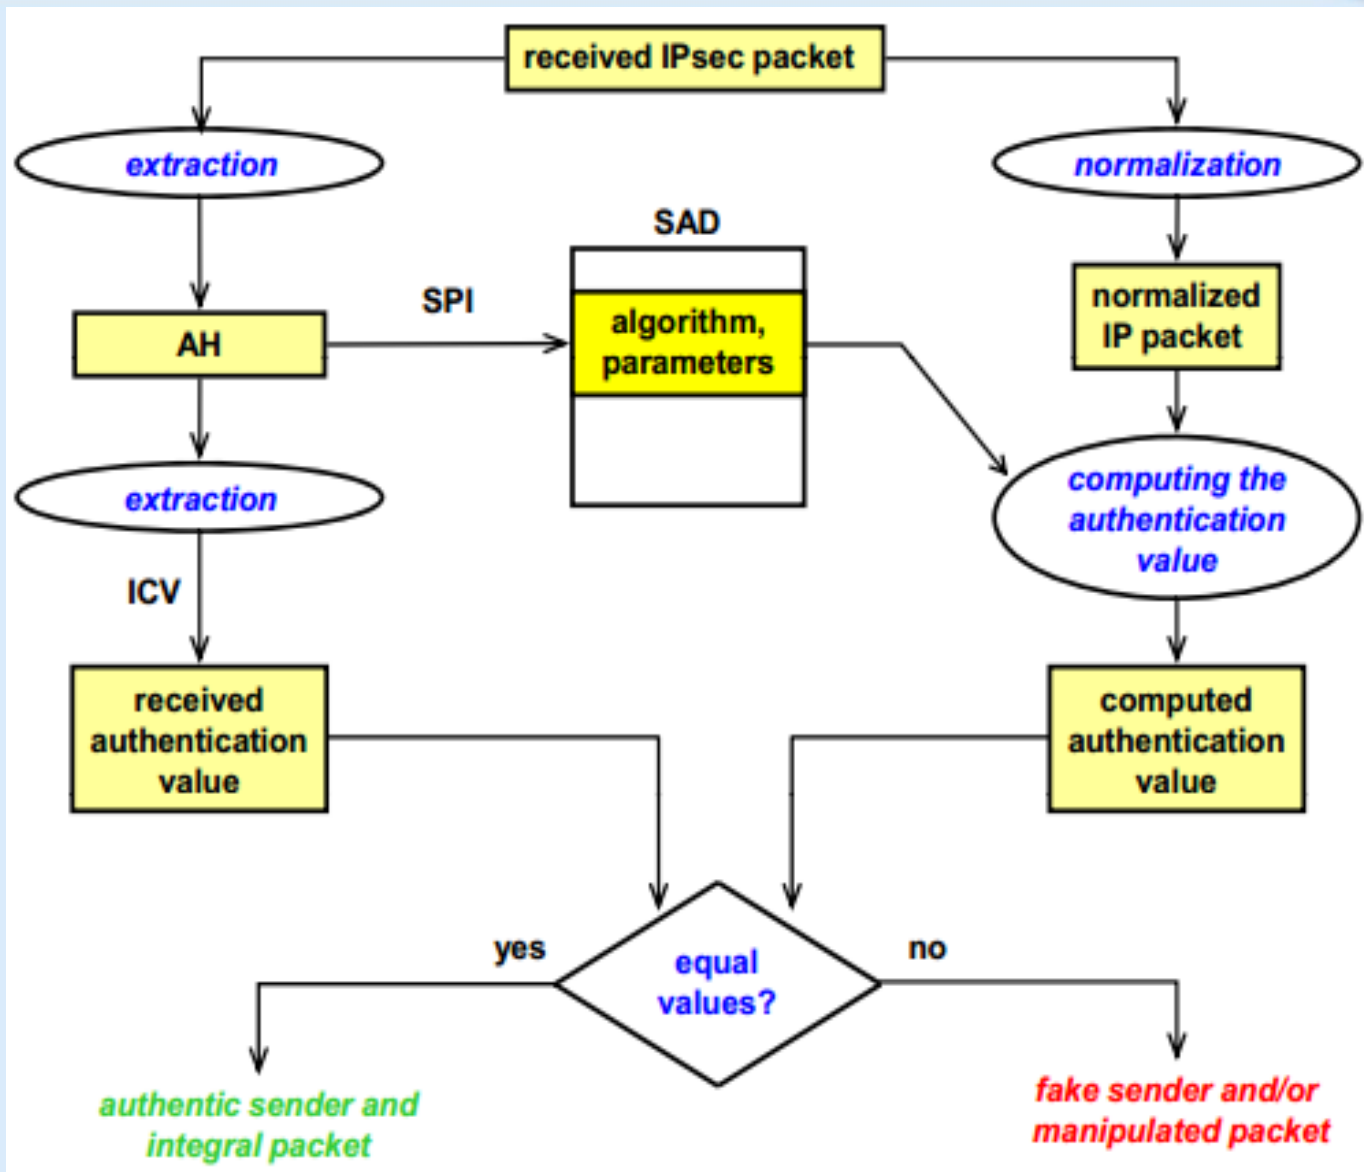 received IPsec packet
extraction
normalization
SAD
SPI
AH
algorithm,
parameters
normalized
IP packet
extraction
computing the
authentication
value
ICV
received
authentication
value
computed
authentication
value
yes
equal
values?
no
authentic sender and
integral packet
fake sender and/or
manipulated packet